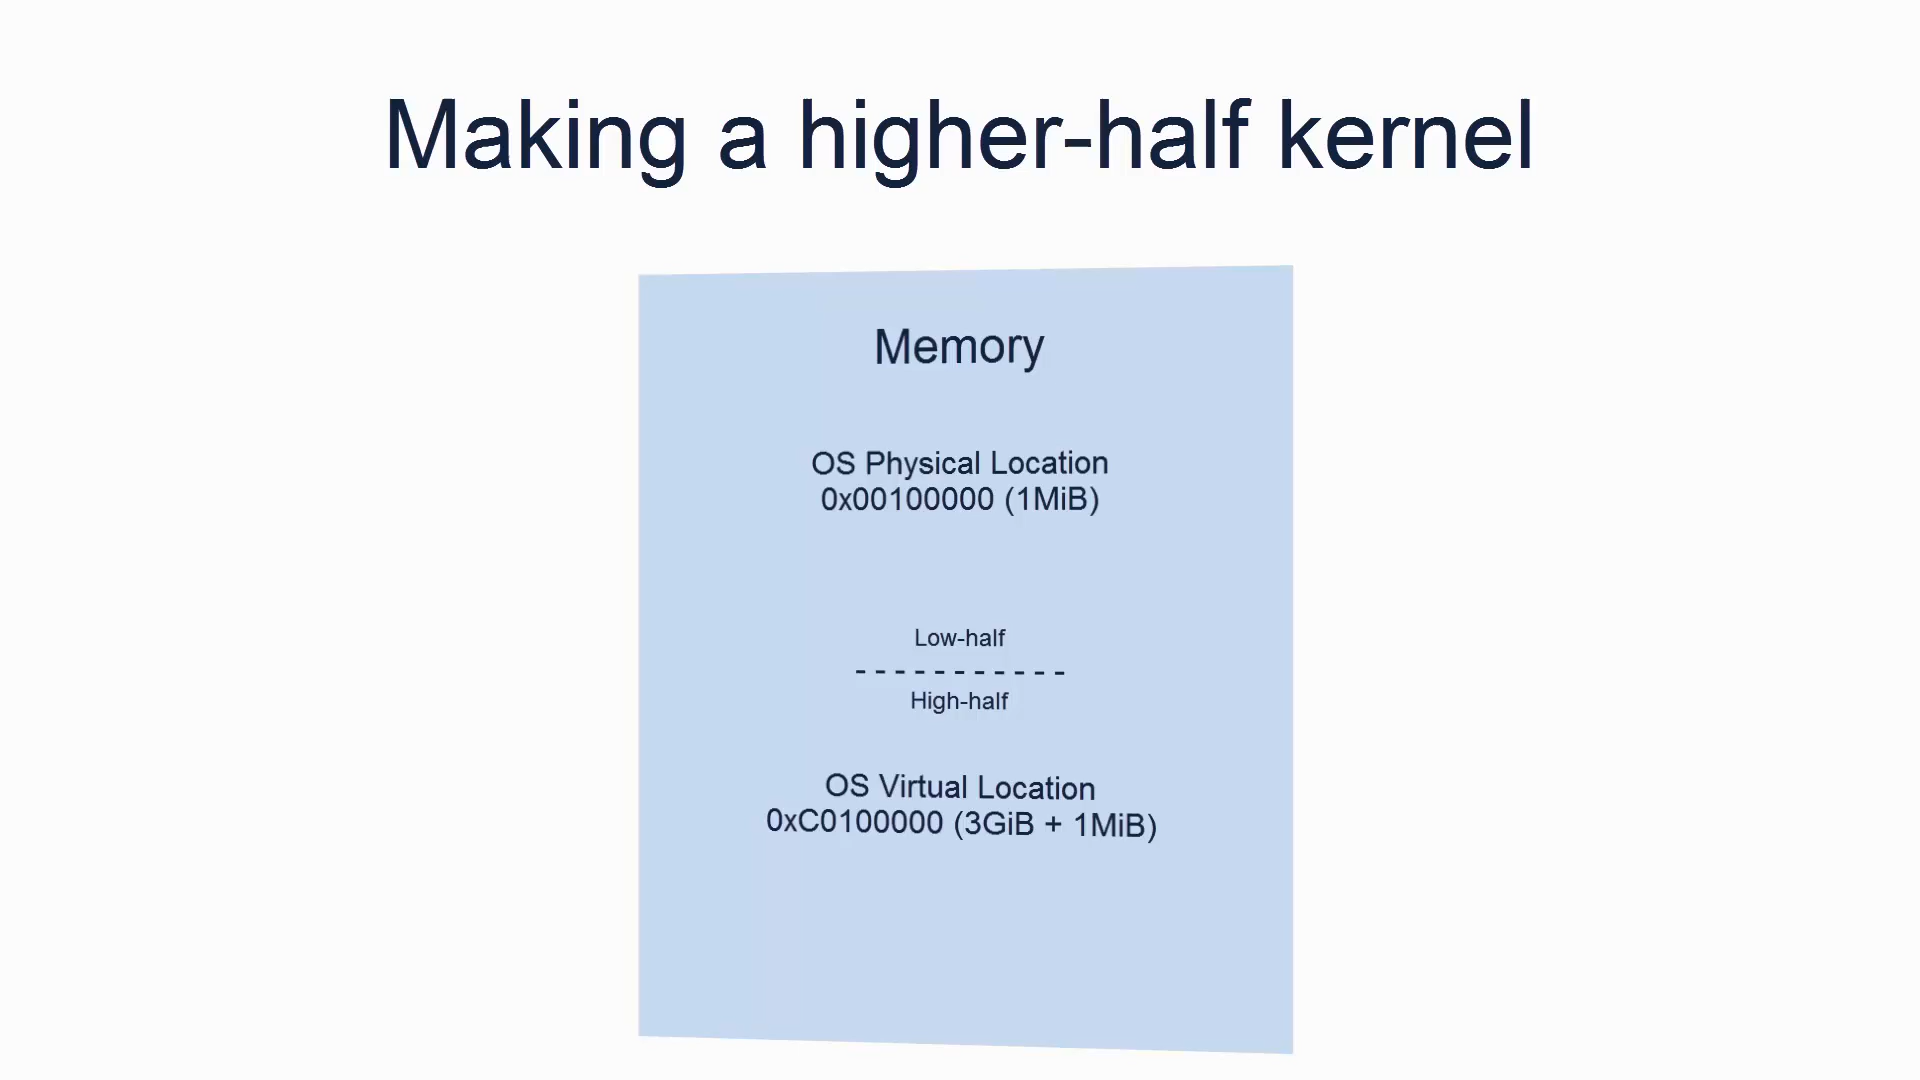 Making a higher-half kernel
Memory
OS Physical Location
0x00100000 (1MiB)
Low-half
- - - - - - - - - - -
High-half
OS Virtual Location
0xC0100000 (3GiB + 1MiB)